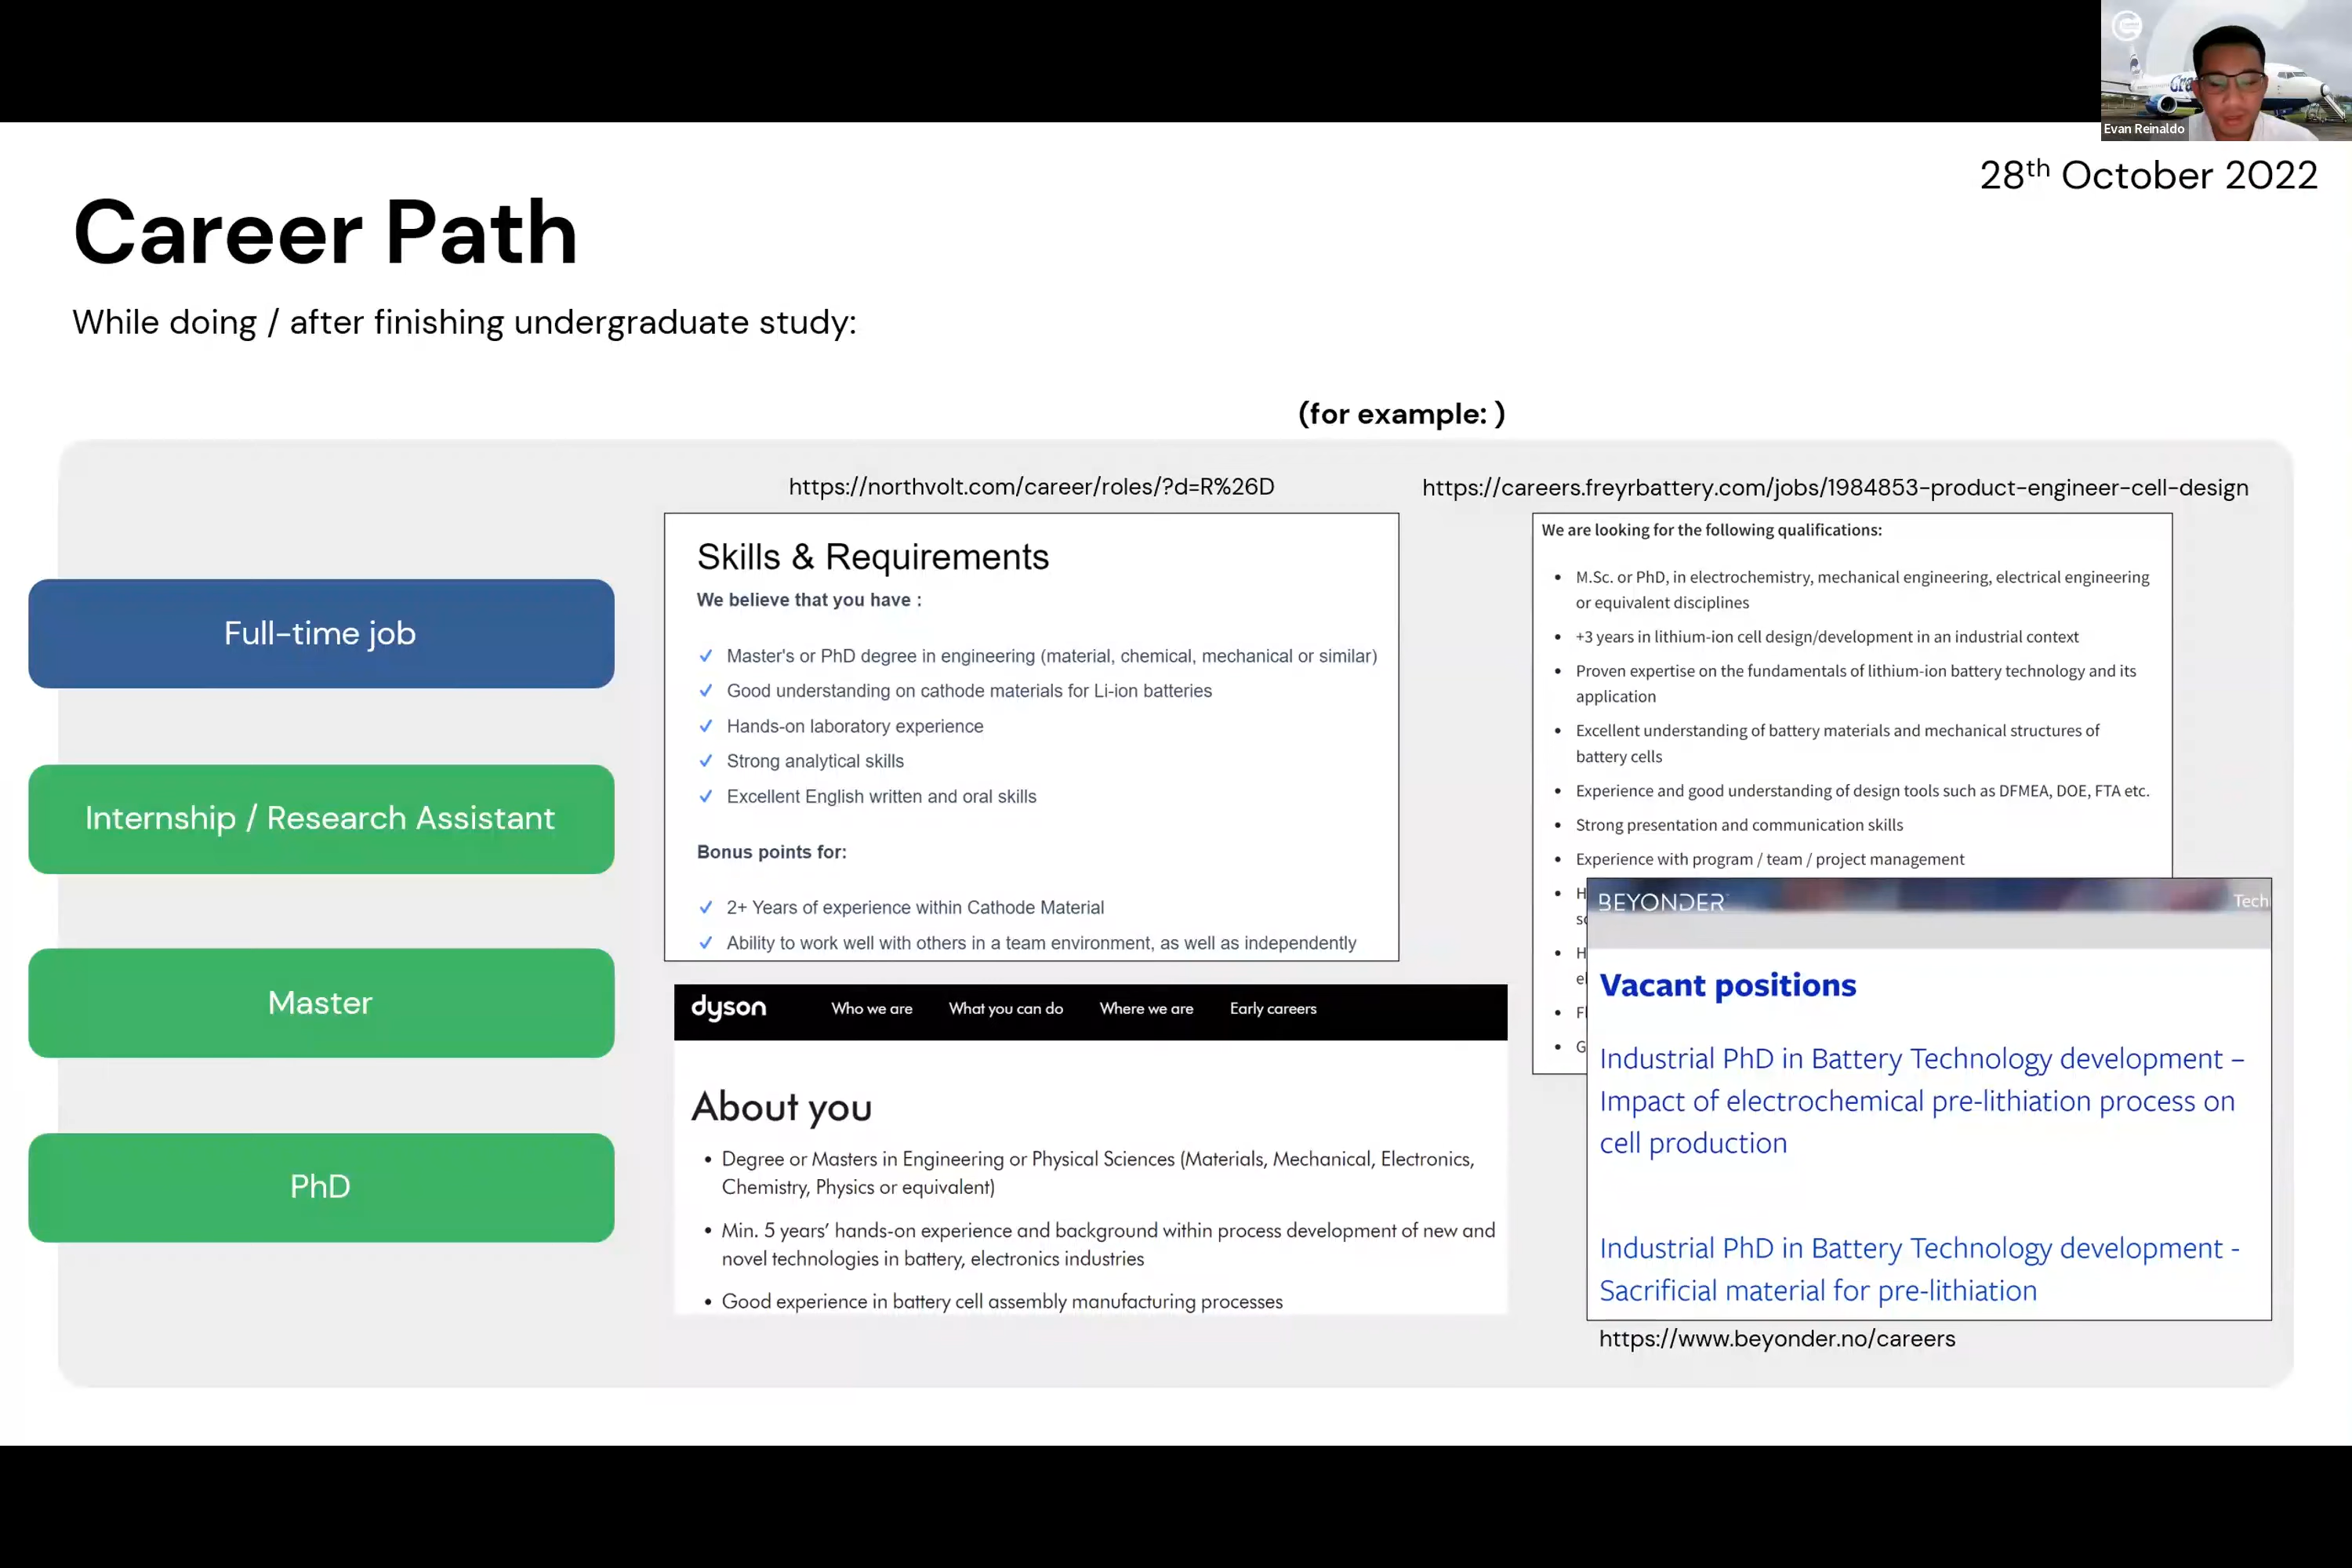 Evan Reinaldo
28th October 2022
Career Path
While doing / after finishing undergraduate study:
(for example: )
https://northvolt.com/career/roles/?d=R%26D
https://careers.freyrbattery.com/jobs/1984853-product-engineer-cell-design
Full-time job
Internship / Research Assistant
Master
PhD
Skills & Requirements
We believe that you have :
Master's or PhD degree in engineering (material, chemical, mechanical or similar)
Good understanding on cathode materials for Li-ion batteries
Hands-on laboratory experience
Strong analytical skills
Excellent English written and oral skills
Bonus points for:
2+ Years of experience within Cathode Material
Ability to work well with others in a team environment, as well as independently
dyson
Who we are
What you can do
Where we are
Early careers
About you
• Degree or Masters in Engineering or Physical Sciences (Materials, Mechanical, Electronics,
Chemistry, Physics or equivalent)
• Min. 5 years’ hands-on experience and background within process development of new and
novel technologies in battery, electronics industries
• Good experience in battery cell assembly manufacturing processes
We are looking for the following qualifications:
• M.Sc. or PhD, in electrochemistry, mechanical engineering, electrical engineering
or equivalent disciplines
• +3 years in lithium-ion cell design/development in an industrial context
• Proven expertise on the fundamentals of lithium-ion battery technology and its
application
• Excellent understanding of battery materials and mechanical structures of
battery cells
• Experience and good understanding of design tools such as DFMEA, DOE, FTA etc.
• Strong presentation and communication skills
• Experience with program / team / project management
BEYONDER
Tech
Vacant positions
Industrial PhD in Battery Technology development –
Impact of electrochemical pre-lithiation process on
cell production
Industrial PhD in Battery Technology development -
Sacrificial material for pre-lithiation
https://www.beyonder.no/careers